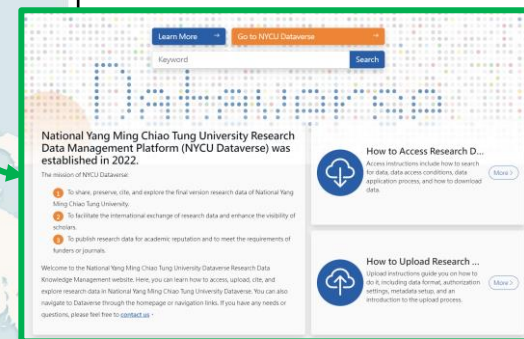 Learn More →
Go to NYCU Dataverse →
Keyword
Search
Dataverse
National Yang Ming Chiao Tung University Research
Data Management Platform (NYCU Dataverse) was
established in 2022.
The mission of NYCU Dataverse:
1 To share, preserve, cite, and explore the final version research data of National Yang
Ming Chiao Tung University.
2 To facilitate the international exchange of research data and enhance the visibility of
scholars.
3 To publish research data for academic reputation and to meet the requirements of
funders or journals.
Welcome to the National Yang Ming Chiao Tung University Dataverse Research Data
Knowledge Management website. Here, you can learn how to access, upload, cite, and
explore research data in National Yang Ming Chiao Tung University Dataverse. You can also
navigate to Dataverse through the homepage or navigation links. If you have any needs or
questions, please feel free to contact us。
How to Access Research D...
Access instructions include how to search
for data, data access conditions, data
application process, and how to download
data.
More >
How to Upload Research ...
Upload instructions guide you on how to
do it, including data format, authorization
settings, metadata setup, and an
introduction to the upload process.
More >